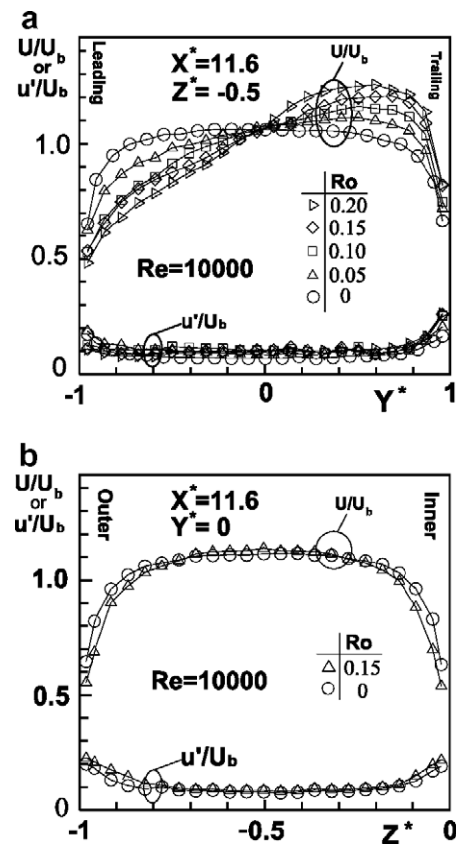 a
U/U_b
or
u'/U_b
Leading
X*=11.6
Z*= -0.5
U/U_b
Trailing
1.0
0.5
0
Ro
0.20
0.15
0.10
0.05
0
Re=10000
u'/U_b
-1
0
1
Y*
b
U/U_b
or
u'/U_b
Outer
X*=11.6
Y*=0
U/U_b
Inner
1.0
0.5
0
Ro
0.15
0
Re=10000
u'/U_b
-1
-0.5
0
Z*